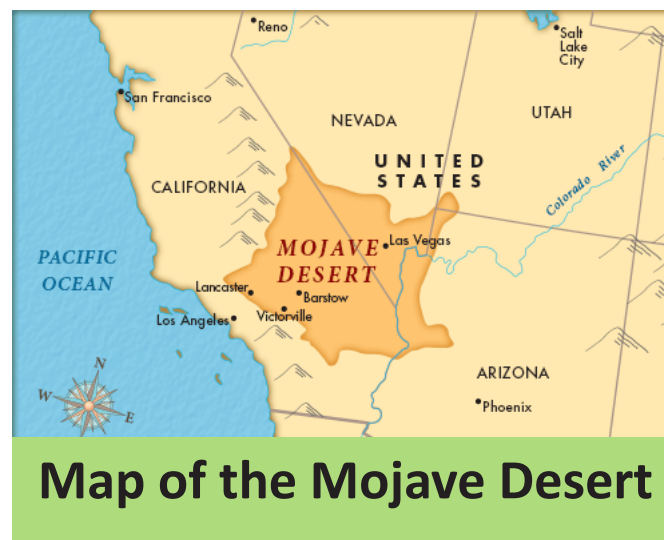 Reno
Salt
Lake
City
San Francisco
NEVADA
UTAH
UNITED
STATES
CALIFORNIA
Colorado River
MOJAVE
DESERT
Las Vegas
PACIFIC
OCEAN
Lancaster
Barstow
Victorville
Los Angeles
ARIZONA
Phoenix
N
W
E
Map of the Mojave Desert